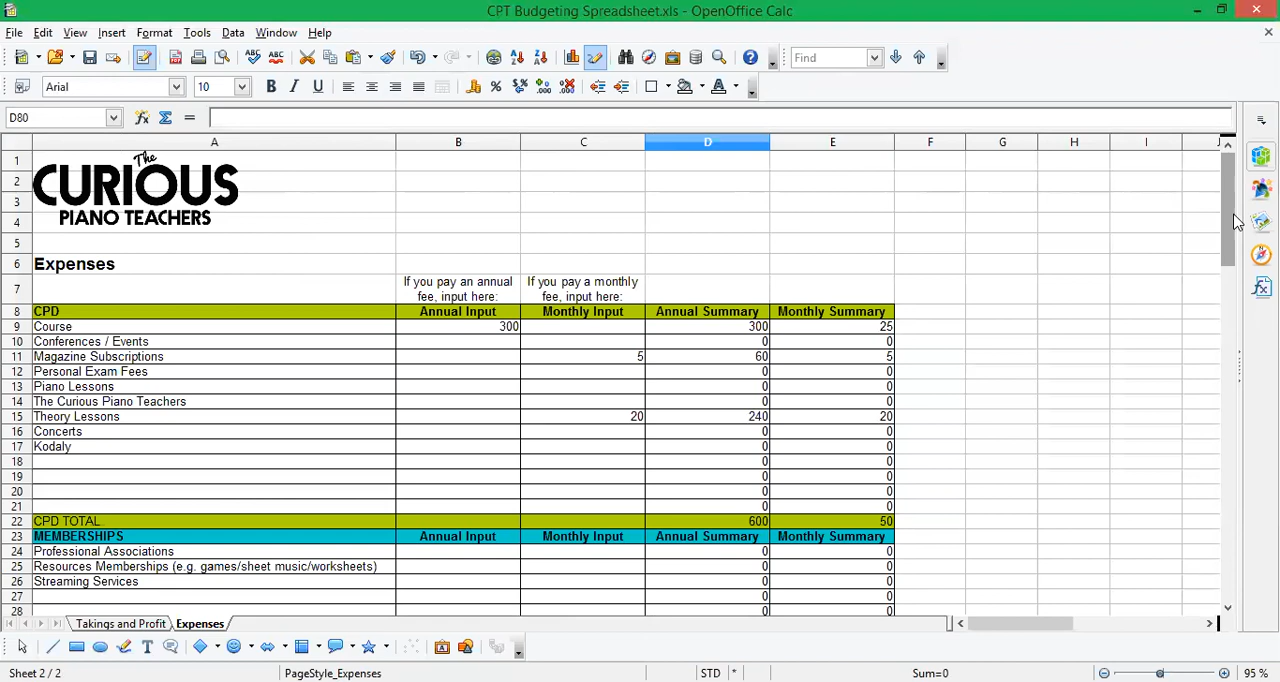 CPT Budgeting Spreadsheet.xls - OpenOffice Calc
File Edit View Insert Format Tools Data Window Help
Find
Arial 10 B I U
D80
A B C D E F G H I J
1 The
2 CURIOUS
3
4 PIANO TEACHERS
5
6 Expenses
7 If you pay an annual fee, input here: If you pay a monthly fee, input here:
8 CPD Annual Input Monthly Input Annual Summary Monthly Summary
9 Course 300 300 25
10 Conferences / Events 0 0
11 Magazine Subscriptions 5 60 5
12 Personal Exam Fees 0 0
13 Piano Lessons 0 0
14 The Curious Piano Teachers 0 0
15 Theory Lessons 20 240 20
16 Concerts 0 0
17 Kodaly 0 0
18 0 0
19 0 0
20 0 0
21 0 0
22 CPD TOTAL 600 50
23 MEMBERSHIPS Annual Input Monthly Input Annual Summary Monthly Summary
24 Professional Associations 0 0
25 Resources Memberships (e.g. games/sheet music/worksheets) 0 0
26 Streaming Services 0 0
27 0 0
28 0 0
Takings and Profit Expenses
Sheet 2 / 2 PageStyle_Expenses STD * Sum=0 95 %